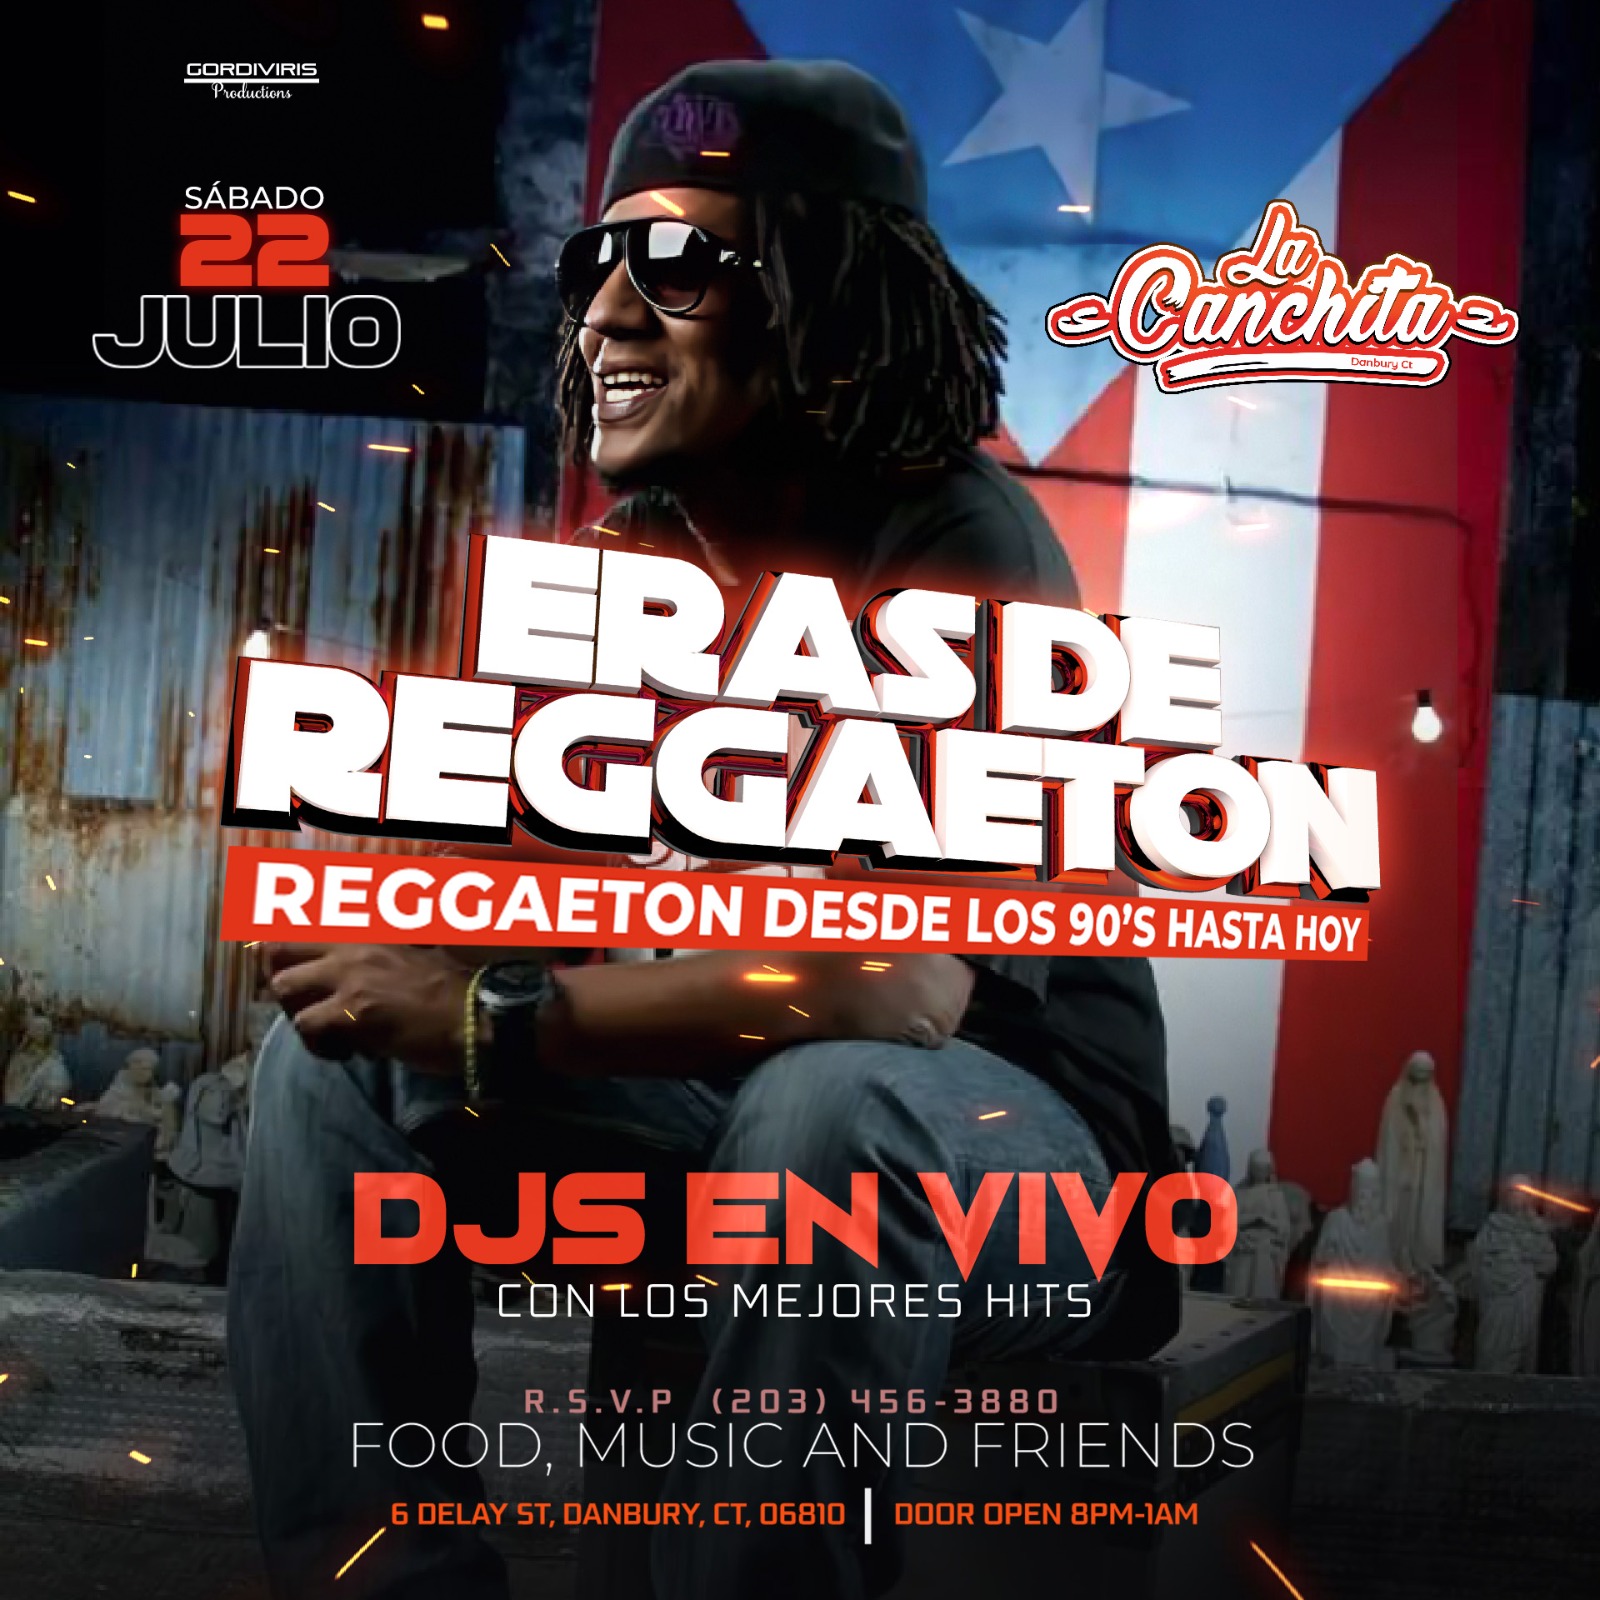 GORDIVIRIS
Productions
SÁBADO
22
JULIO
La
Canchita
Danbury Ct
ERAS DE
REGGAETON
REGGAETON DESDE LOS 90'S HASTA HOY
DJS EN VIVO
CON LOS MEJORES HITS
R.S.V.P (203) 456-3880
FOOD, MUSIC AND FRIENDS
6 DELAY ST, DANBURY, CT, 06810 | DOOR OPEN 8PM-1AM